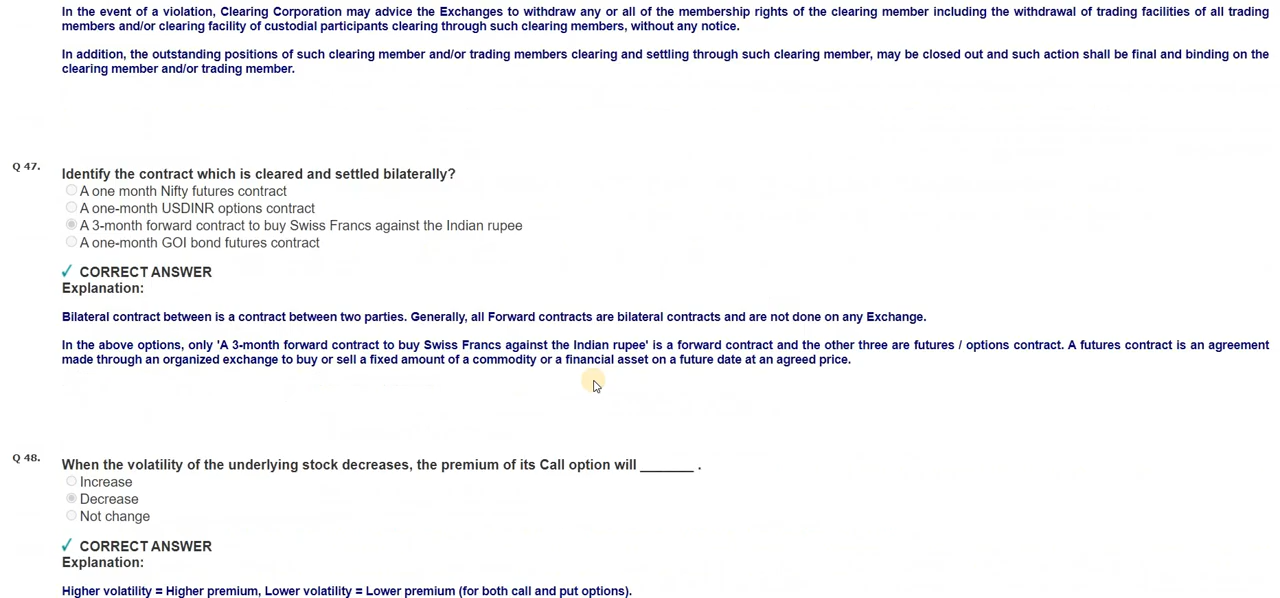 In the event of a violation, Clearing Corporation may advice the Exchanges to withdraw any or all of the membership rights of the clearing member including the withdrawal of trading facilities of all trading
members and/or clearing facility of custodial participants clearing through such clearing members, without any notice.
In addition, the outstanding positions of such clearing member and/or trading members clearing and settling through such clearing member, may be closed out and such action shall be final and binding on the
clearing member and/or trading member.
Q 47.
Identify the contract which is cleared and settled bilaterally?
A one month Nifty futures contract
A one-month USDINR options contract
A 3-month forward contract to buy Swiss Francs against the Indian rupee
A one-month GOI bond futures contract
✓ CORRECT ANSWER
Explanation:
Bilateral contract between is a contract between two parties. Generally, all Forward contracts are bilateral contracts and are not done on any Exchange.
In the above options, only 'A 3-month forward contract to buy Swiss Francs against the Indian rupee' is a forward contract and the other three are futures / options contract. A futures contract is an agreement
made through an organized exchange to buy or sell a fixed amount of a commodity or a financial asset on a future date at an agreed price.
Q 48.
When the volatility of the underlying stock decreases, the premium of its Call option will _______ .
Increase
Decrease
Not change
✓ CORRECT ANSWER
Explanation:
Higher volatility = Higher premium, Lower volatility = Lower premium (for both call and put options).